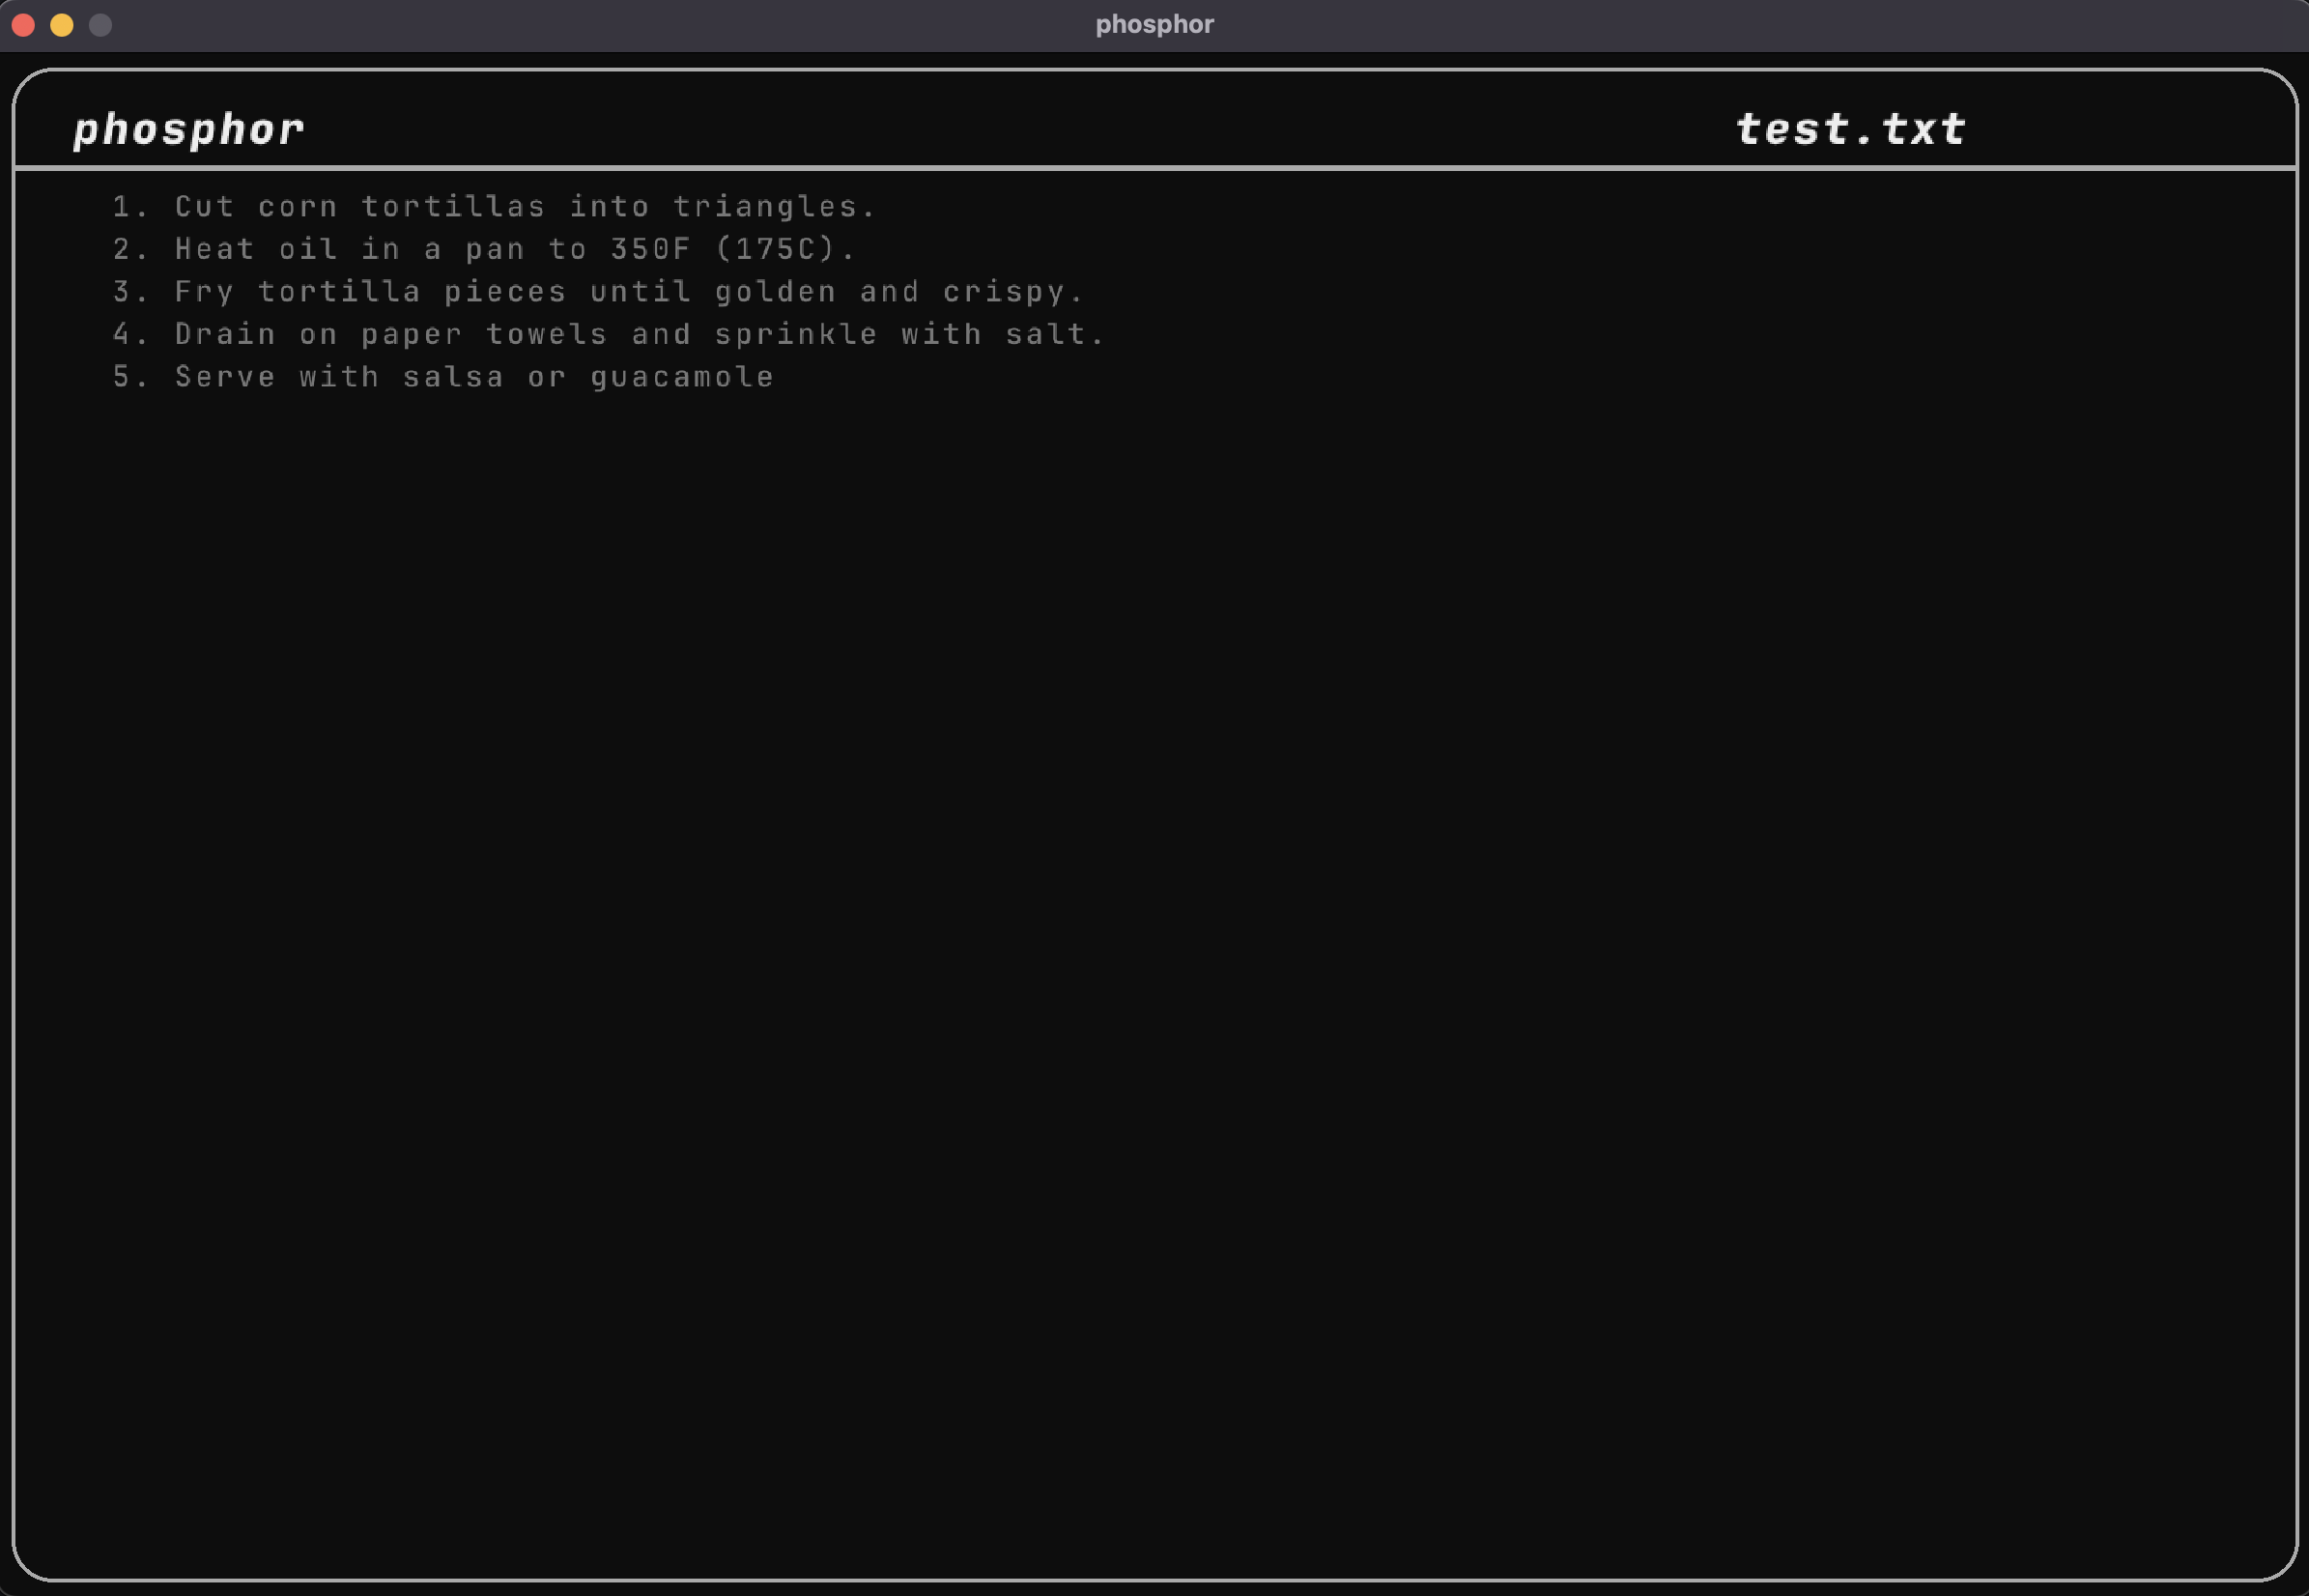 phosphor
phosphor test.txt
1. Cut corn tortillas into triangles.
2. Heat oil in a pan to 350F (175C).
3. Fry tortilla pieces until golden and crispy.
4. Drain on paper towels and sprinkle with salt.
5. Serve with salsa or guacamole